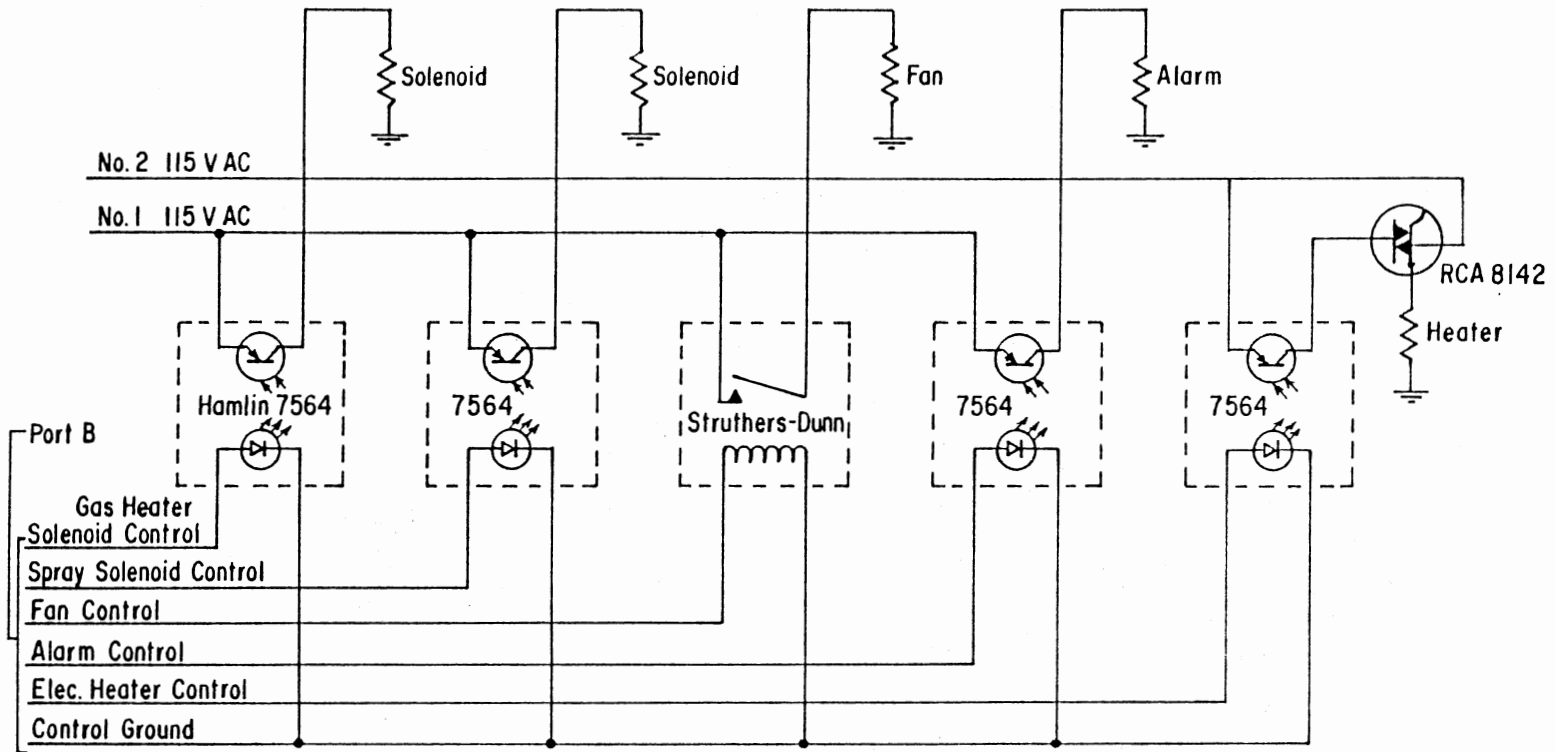 Solenoid
Solenoid
Fan
Alarm
No. 2 115 V AC
No. 1 115 V AC
RCA 8142
Heater
Hamlin 7564
7564
Struthers-Dunn
7564
7564
Port B
Gas Heater
Solenoid Control
Spray Solenoid Control
Fan Control
Alarm Control
Elec. Heater Control
Control Ground